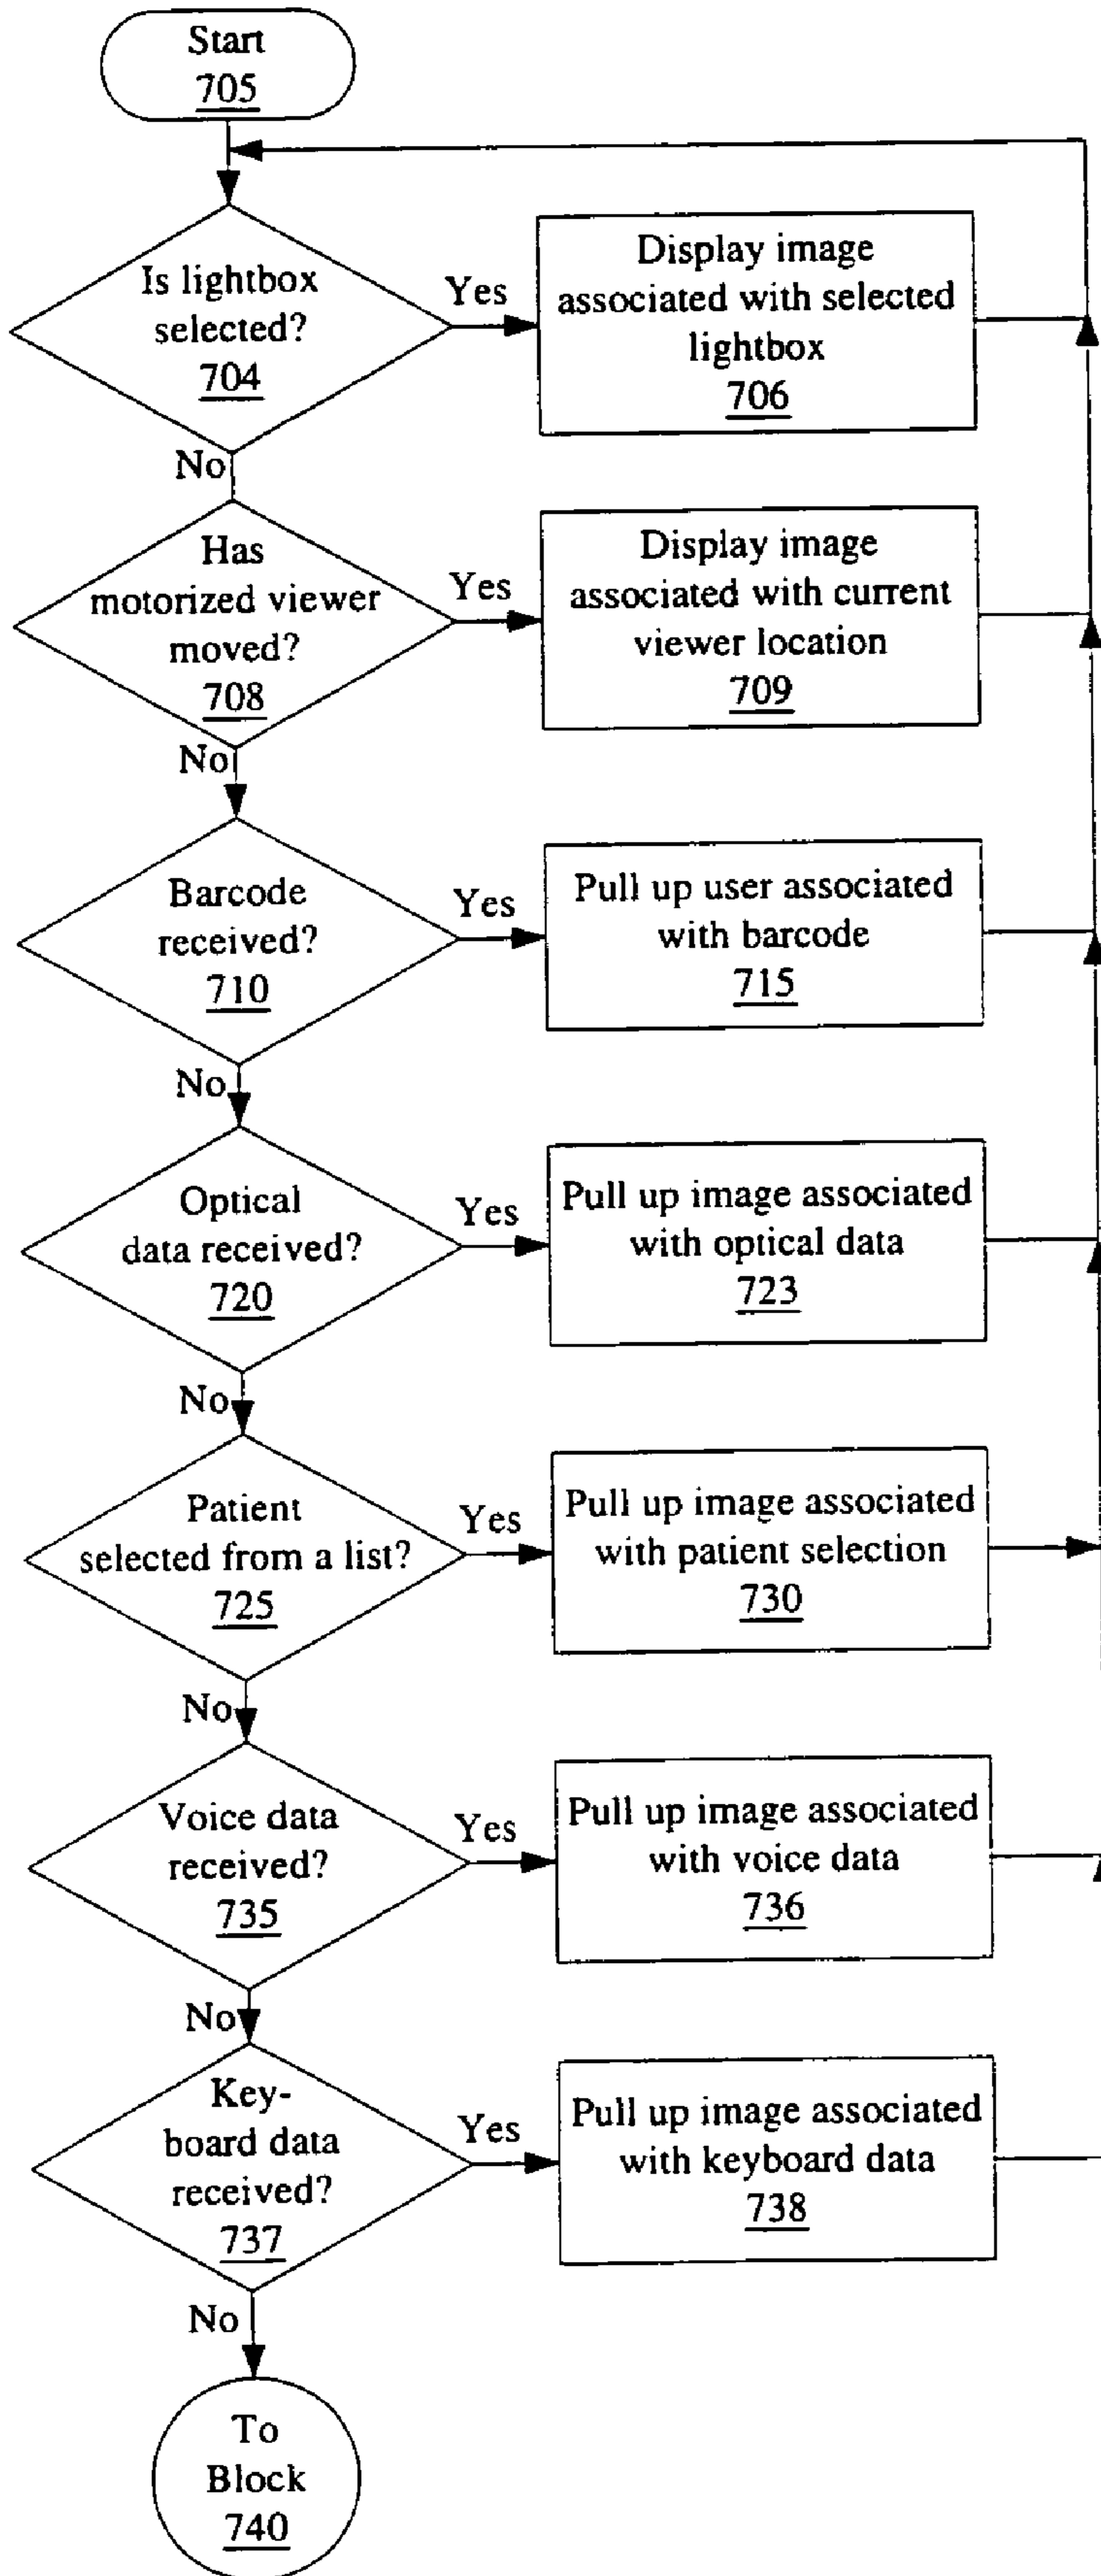 Start
705
Is lightbox
selected?
704
Yes
Display image
associated with selected
lightbox
706
No
Has
motorized viewer
moved?
708
Yes
Display image
associated with current
viewer location
709
No
Barcode
received?
710
Yes
Pull up user associated
with barcode
715
No
Optical
data received?
720
Yes
Pull up image associated
with optical data
723
No
Patient
selected from a list?
725
Yes
Pull up image associated
with patient selection
730
No
Voice data
received?
735
Yes
Pull up image associated
with voice data
736
No
Key-
board data
received?
737
Yes
Pull up image associated
with keyboard data
738
No
To
Block
740